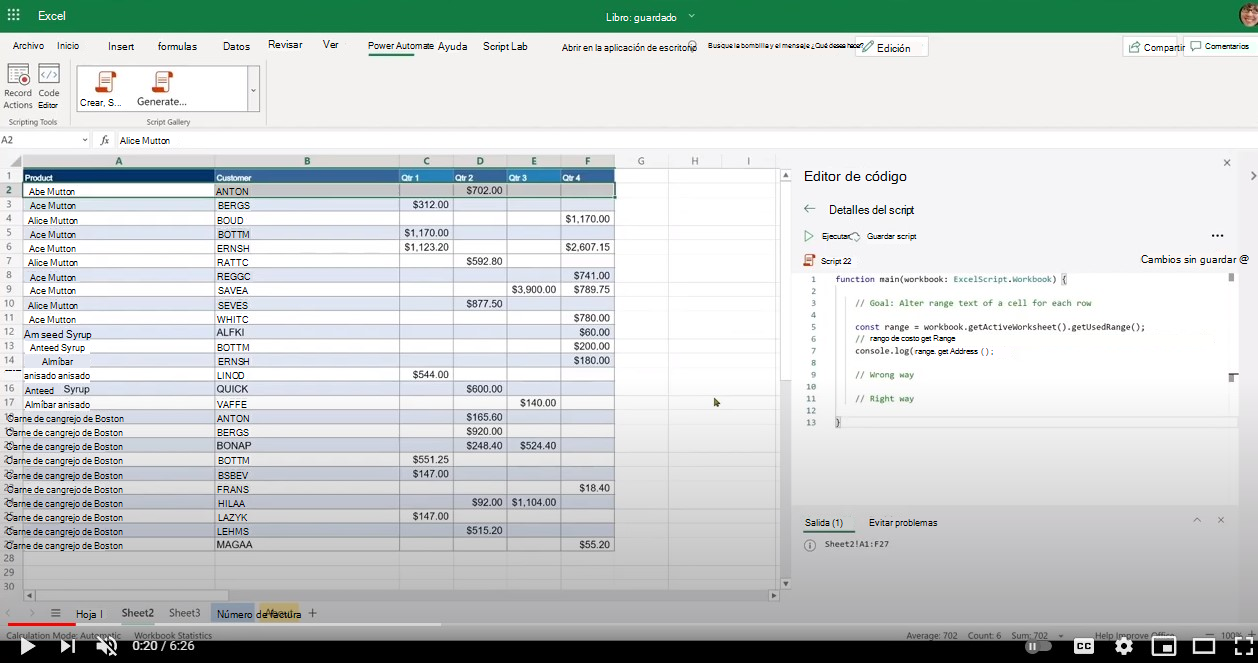 Excel
Libro: guardado
Archivo Inicio Insert formulas Datos Revisar Ver Power Automate Ayuda Script Lab Abrir en la aplicación de escritorio Busque la bombilla y el mensaje ¿Qué desea hacer? Edición Compartir Comentarios
Record Actions
Code Editor
Crear, S...
Generate...
Scripting Tools
Script Gallery
A2 fx Alice Mutton
A B C D E F G H I
1 Product Customer Qtr 1 Qtr 2 Qtr 3 Qtr 4
2 Abe Mutton ANTON $702.00
3 Ace Mutton BERGS $312.00
4 Alice Mutton BOUD $1,170.00
5 Ace Mutton BOTTM $1,170.00
6 Ace Mutton ERNSH $1,123.20 $2,607.15
7 Alice Mutton RATTC $592.80
8 Ace Mutton REGGC $741.00
9 Ace Mutton SAVEA $3,900.00 $789.75
10 Alice Mutton SEVES $877.50
11 Ace Mutton WHITC $780.00
12 Am seed Syrup ALFKI $60.00
13 Anteed Syrup BOTTM $200.00
14 Almíbar ERNSH $180.00
anisado anisado LINOD $544.00
16 Anteed Syrup QUICK $600.00
17 Almíbar anisado VAFFE $140.00
Carne de cangrejo de Boston ANTON $165.60
Carne de cangrejo de Boston BERGS $920.00
Carne de cangrejo de Boston BONAP $248.40 $524.40
Carne de cangrejo de Boston BOTTM $551.25
Carne de cangrejo de Boston BSBEV $147.00
Carne de cangrejo de Boston FRANS $18.40
Carne de cangrejo de Boston HILAA $92.00 $1,104.00
Carne de cangrejo de Boston LAZYK $147.00
Carne de cangrejo de Boston LEHMS $515.20
Carne de cangrejo de Boston MAGAA $55.20
28
29
30
Hoja I Sheet2 Sheet3 Número de factura
Calculation Mode: Automatic Workbook Statistics Average: 702 Count: 6 Sum: 702 Help Improve Office 100%
0:20 / 6:26
CC
Editor de código
Detalles del script
Ejecutar Guardar script
Script 22 Cambios sin guardar @
1 function main(workbook: ExcelScript.Workbook) {
2
3 // Goal: Alter range text of a cell for each row
4
5 const range = workbook.getActiveWorksheet().getUsedRange();
6 // rango de costo get Range
7 console.log(range. get Address ();
8
9 // Wrong way
10
11 // Right way
12
13 }
Salida (1) Evitar problemas
Sheet2!A1:F27